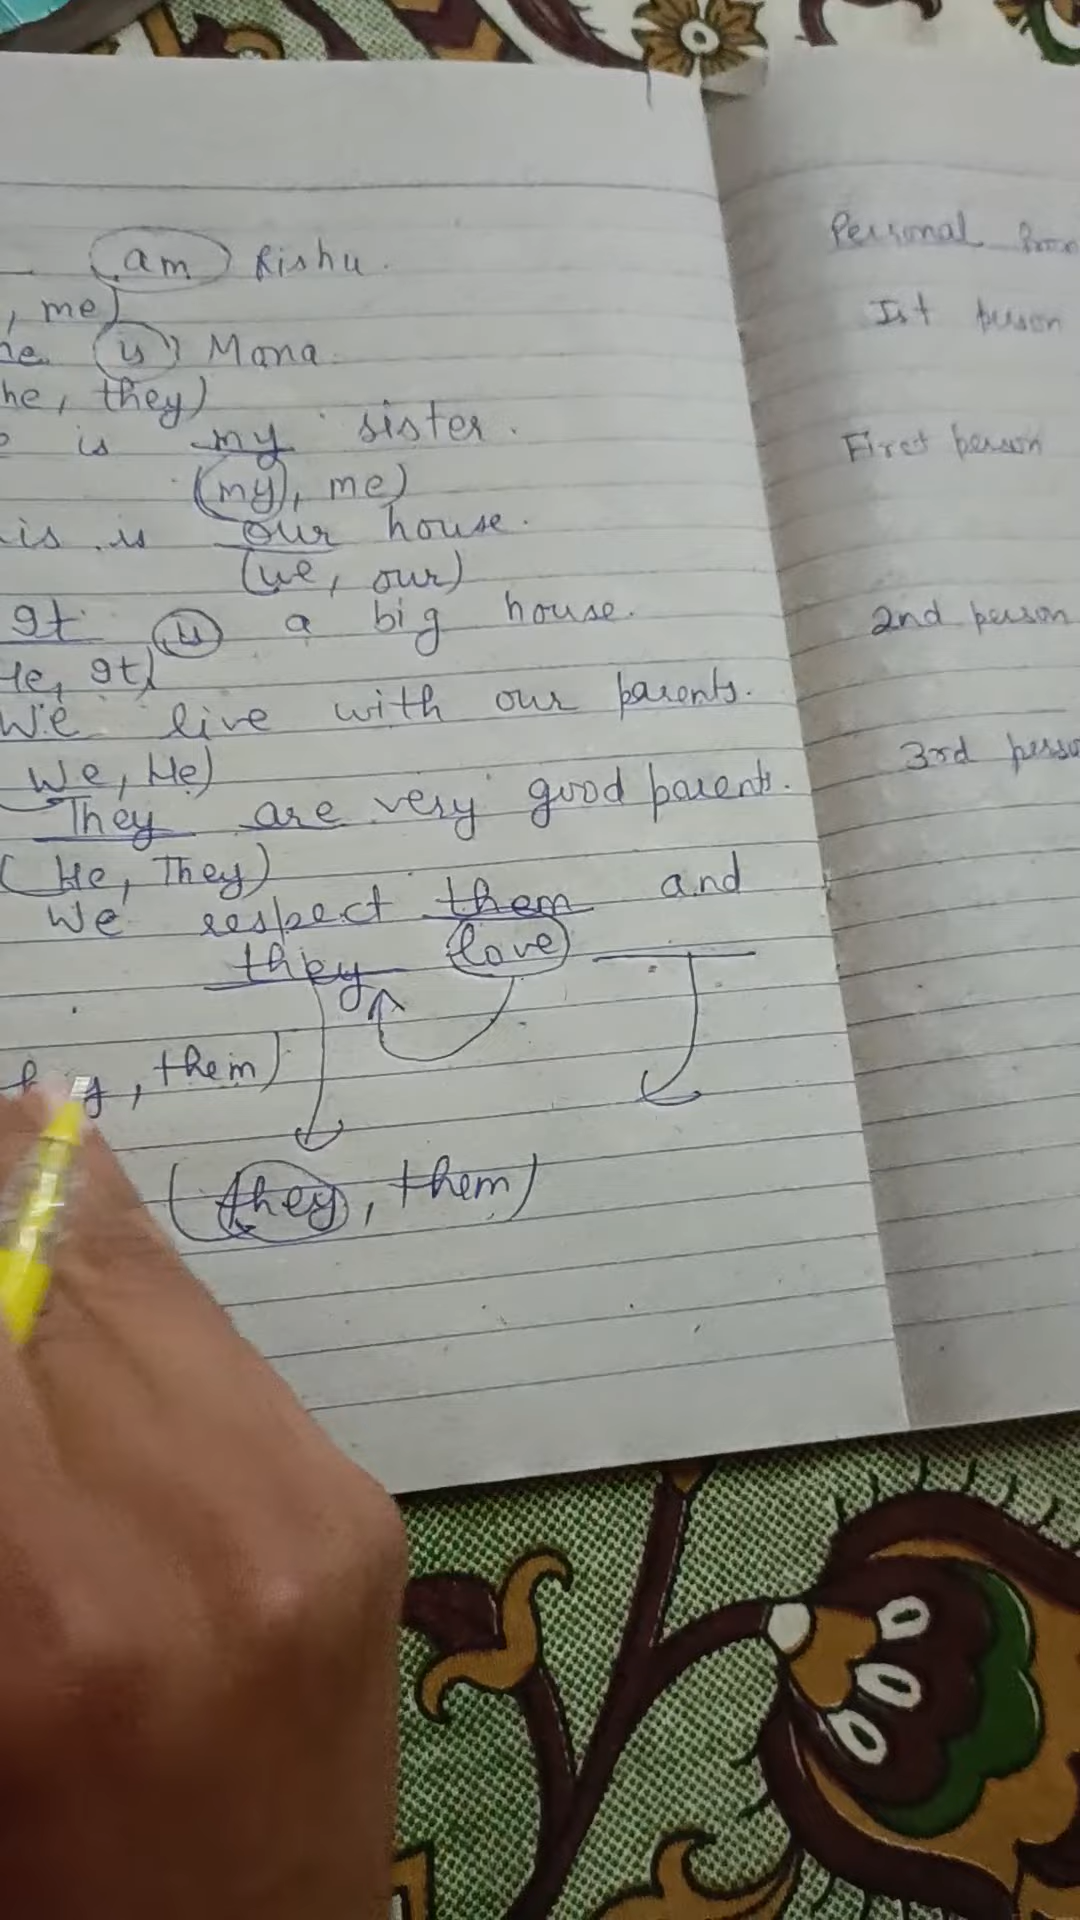 am Rishu.
, me)
is Mona.
he, they)
is my sister.
(my, me)
is is our house.
(we, our)
It is a big house.
He, It)
We live with our parents.
We, He)
They are very good parents.
(He, They)
We respect them and
they love
, them)
(they, them)
Personal
Ist person
First person
2nd person
3rd